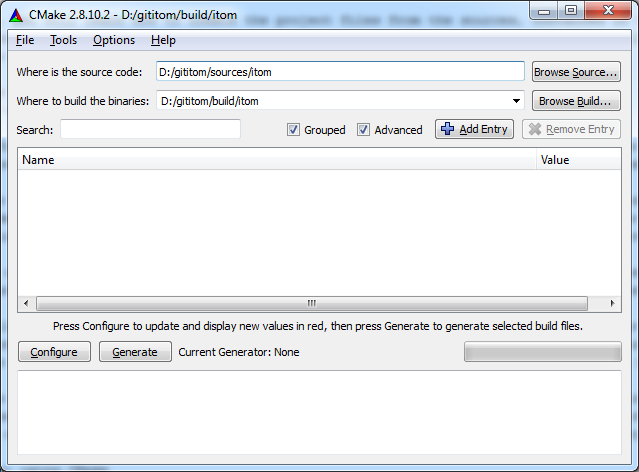 CMake 2.8.10.2 - D:/gititom/build/itom
File Tools Options Help
Where is the source code: D:/gititom/sources/itom Browse Source...
Where to build the binaries: D:/gititom/build/itom Browse Build...
Search: Grouped Advanced Add Entry Remove Entry
Name Value
Press Configure to update and display new values in red, then press Generate to generate selected build files.
Configure Generate Current Generator: None